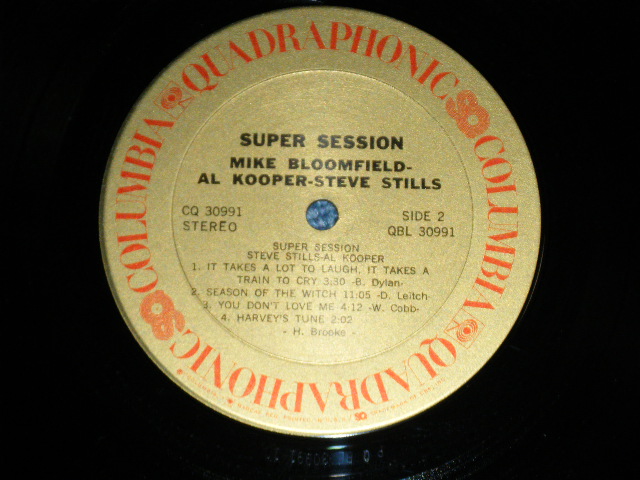 COLUMBIA QUADRAPHONIC SQ COLUMBIA QUADRAPHONIC SQ
SUPER SESSION
MIKE BLOOMFIELD-
AL KOOPER-STEVE STILLS
CQ 30991
STEREO
SIDE 2
QBL 30991
SUPER SESSION
STEVE STILLS-AL KOOPER
1. IT TAKES A LOT TO LAUGH, IT TAKES A
TRAIN TO CRY 3:30 -B. Dylan-
2. SEASON OF THE WITCH 11:05 -D. Leitch-
3. YOU DON'T LOVE ME 4:12 -W. Cobb-
4. HARVEY'S TUNE 2:02
- H. Brooks -